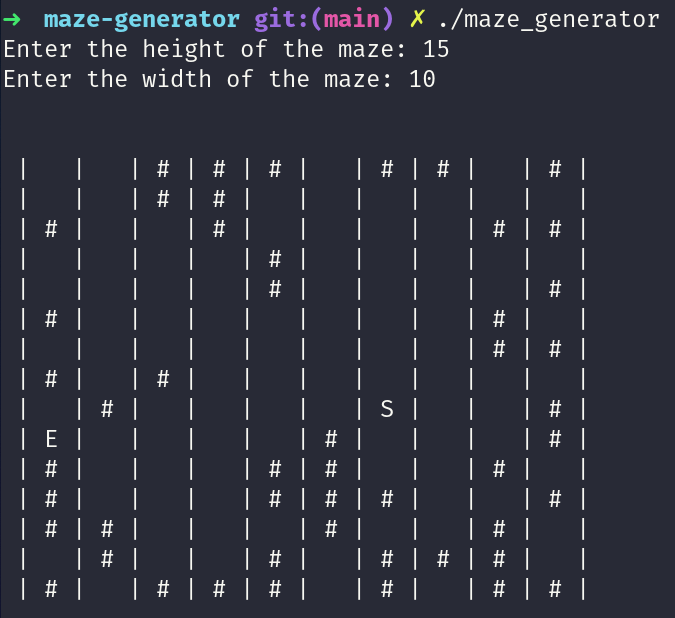 ➜  maze-generator git:(main) ✗ ./maze_generator
Enter the height of the maze: 15
Enter the width of the maze: 10

 |   |   | # | # | # |   | # | # |   | # |
 |   |   | # | # |   |   |   |   |   |   |
 | # |   |   | # |   |   |   |   | # | # |
 |   |   |   |   | # |   |   |   |   |   |
 |   |   |   |   | # |   |   |   |   | # |
 | # |   |   |   |   |   |   |   | # |   |
 |   |   |   |   |   |   |   |   | # | # |
 | # |   | # |   |   |   |   |   |   |   |
 |   | # |   |   |   |   | S |   |   | # |
 | E |   |   |   |   | # |   |   |   | # |
 | # |   |   |   | # | # |   |   | # |   |
 | # |   |   |   | # | # | # |   |   | # |
 | # | # |   |   |   | # |   |   | # |   |
 |   | # |   |   | # |   | # | # | # |   |
 | # |   | # | # | # |   | # |   | # | # |